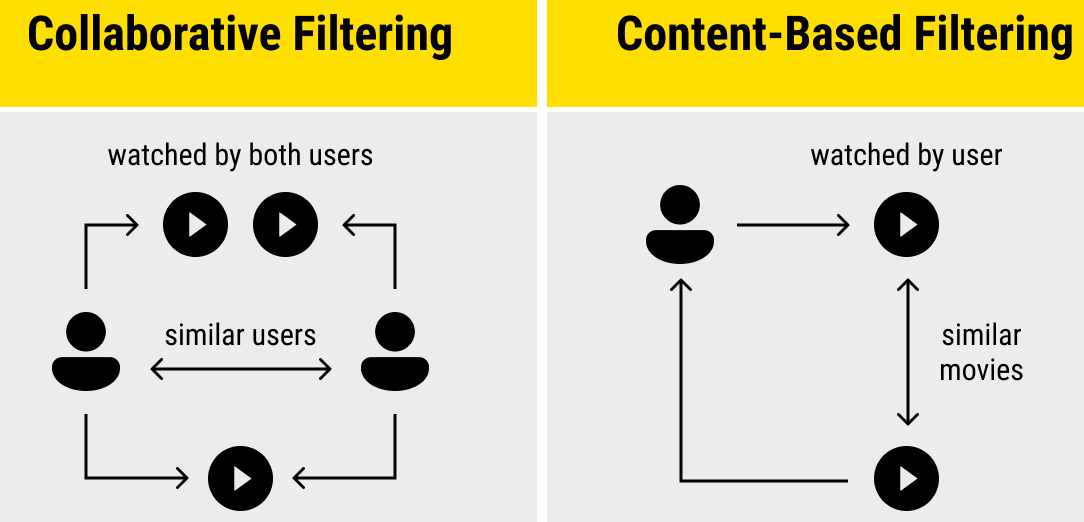 Collaborative Filtering
watched by both users
similar users
Content-Based Filtering
watched by user
similar
movies